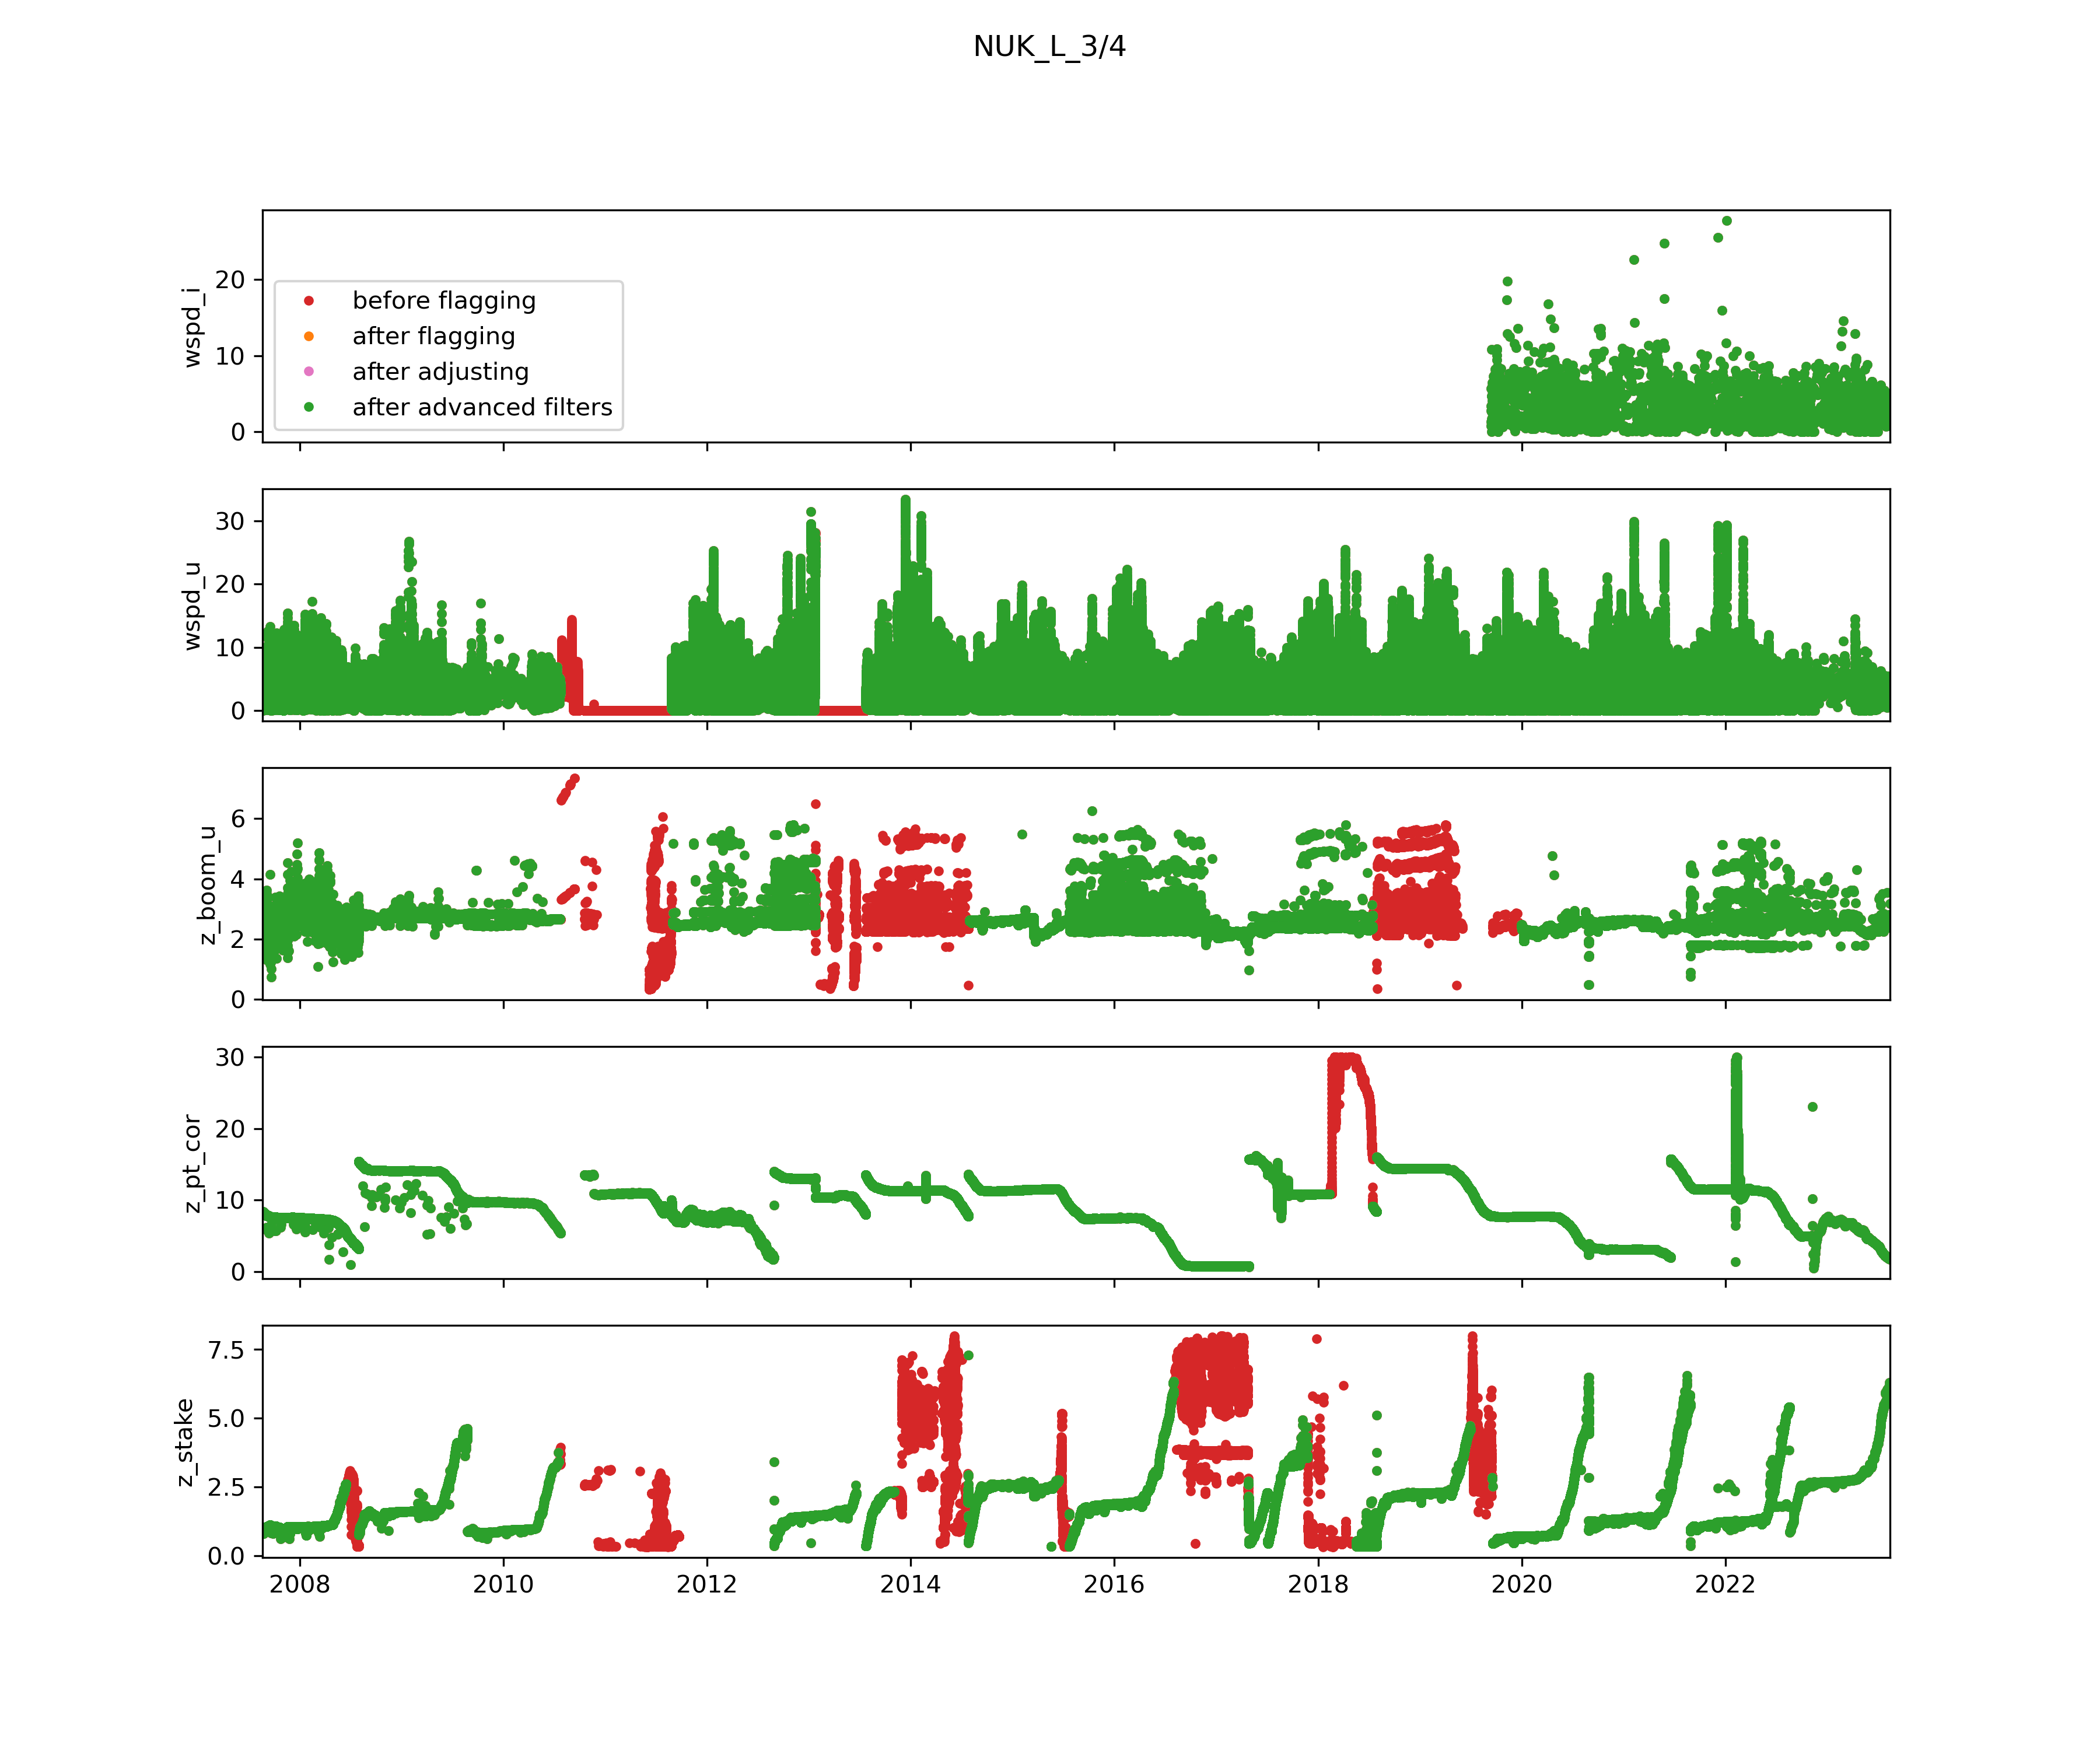 NUK_L_3/4
wspd_i
20
10
0
before flagging
after flagging
after adjusting
after advanced filters
wspd_u
30
20
10
0
z_boom_u
6
4
2
0
z_pt_cor
30
20
10
0
z_stake
7.5
5.0
2.5
0.0
2008 2010 2012 2014 2016 2018 2020 2022